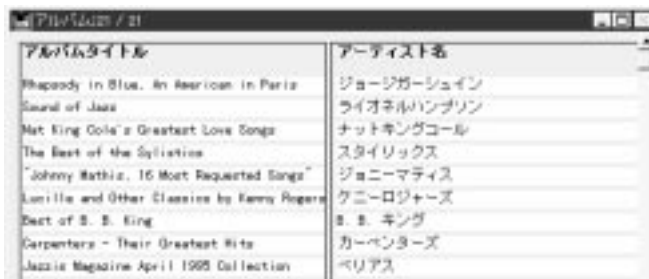 アルバム:21 / 21
アルバムタイトル アーティスト名
Rhapsody in Blue, An American in Paris ジョージガーシュイン
Sound of Jazz ライオネルハンプリン
Nat King Cole's Greatest Love Songs ナットキングコール
The Best of the Sylistics スタイリックス
"Johnny Mathis, 16 Most Requested Songs" ジョニーマティス
Lucille and Other Classics by Kenny Rogers ケニーロジャーズ
Best of B. B. King B. B. キング
Carpenters - Their Greatest Hits カーペンターズ
Jazzis Magazine April 1995 Collection ベリアス